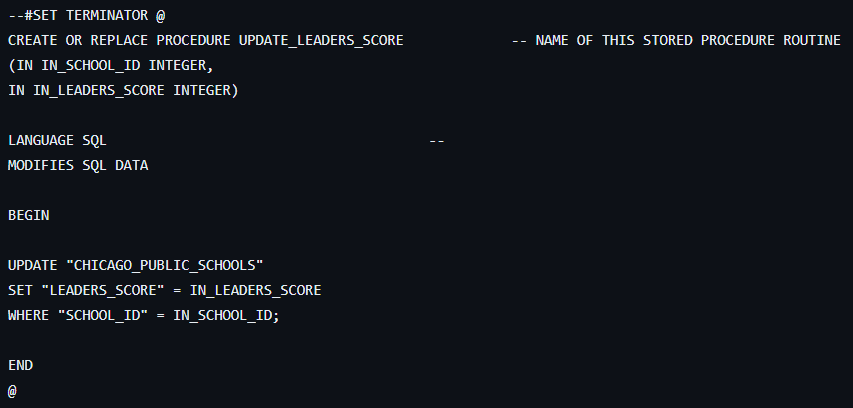 --#SET TERMINATOR @
CREATE OR REPLACE PROCEDURE UPDATE_LEADERS_SCORE             -- NAME OF THIS STORED PROCEDURE ROUTINE
(IN IN_SCHOOL_ID INTEGER,
IN IN_LEADERS_SCORE INTEGER)
LANGUAGE SQL                                       --
MODIFIES SQL DATA
BEGIN
UPDATE "CHICAGO_PUBLIC_SCHOOLS"
SET "LEADERS_SCORE" = IN_LEADERS_SCORE
WHERE "SCHOOL_ID" = IN_SCHOOL_ID;
END
@